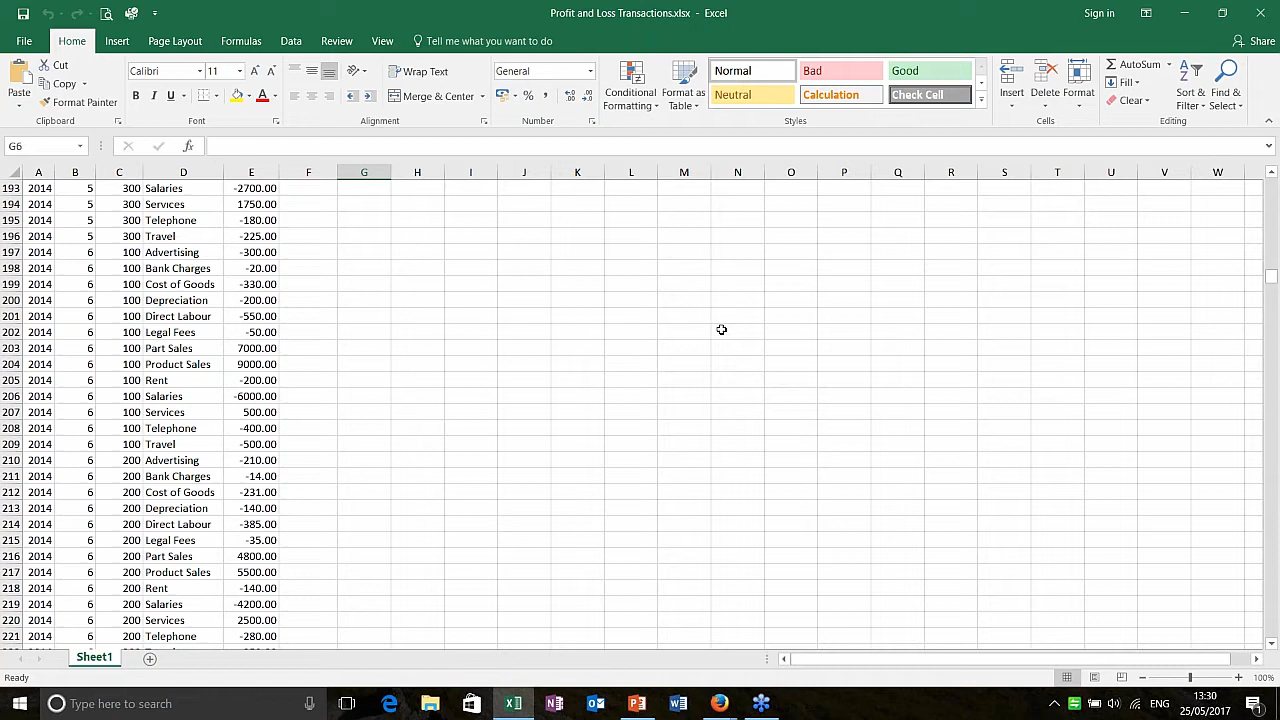 Profit and Loss Transactions.xlsx - Excel
Sign in
File Home Insert Page Layout Formulas Data Review View Tell me what you want to do Share
Paste Cut Copy Format Painter
Clipboard
Calibri 11
B I U
Font
Wrap Text
Merge & Center
Alignment
General
%
Number
Conditional Formatting
Format as Table
Normal Bad Good
Neutral Calculation Check Cell
Styles
Insert Delete Format
Cells
AutoSum
Fill
Clear
Sort & Filter
Find & Select
Editing
G6
fx
A B C D E F G H I J K L M N O P Q R S T U V W
193 2014 5 300 Salaries -2700.00
194 2014 5 300 Services 1750.00
195 2014 5 300 Telephone -180.00
196 2014 5 300 Travel -225.00
197 2014 6 100 Advertising -300.00
198 2014 6 100 Bank Charges -20.00
199 2014 6 100 Cost of Goods -330.00
200 2014 6 100 Depreciation -200.00
201 2014 6 100 Direct Labour -550.00
202 2014 6 100 Legal Fees -50.00
203 2014 6 100 Part Sales 7000.00
204 2014 6 100 Product Sales 9000.00
205 2014 6 100 Rent -200.00
206 2014 6 100 Salaries -6000.00
207 2014 6 100 Services 500.00
208 2014 6 100 Telephone -400.00
209 2014 6 100 Travel -500.00
210 2014 6 200 Advertising -210.00
211 2014 6 200 Bank Charges -14.00
212 2014 6 200 Cost of Goods -231.00
213 2014 6 200 Depreciation -140.00
214 2014 6 200 Direct Labour -385.00
215 2014 6 200 Legal Fees -35.00
216 2014 6 200 Part Sales 4800.00
217 2014 6 200 Product Sales 5500.00
218 2014 6 200 Rent -140.00
219 2014 6 200 Salaries -4200.00
220 2014 6 200 Services 2500.00
221 2014 6 200 Telephone -280.00
Sheet1
Ready
100%
Type here to search
ENG
13:30
25/05/2017